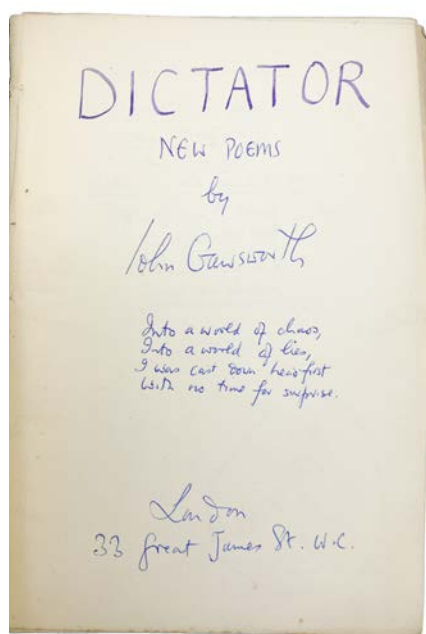 DICTATOR
NEW POEMS
by
John Gawsworth
Into a world of chaos,
Into a world of lies,
I was cast down head-first
With no time for surprise.
London
33 Great James St. W.C.